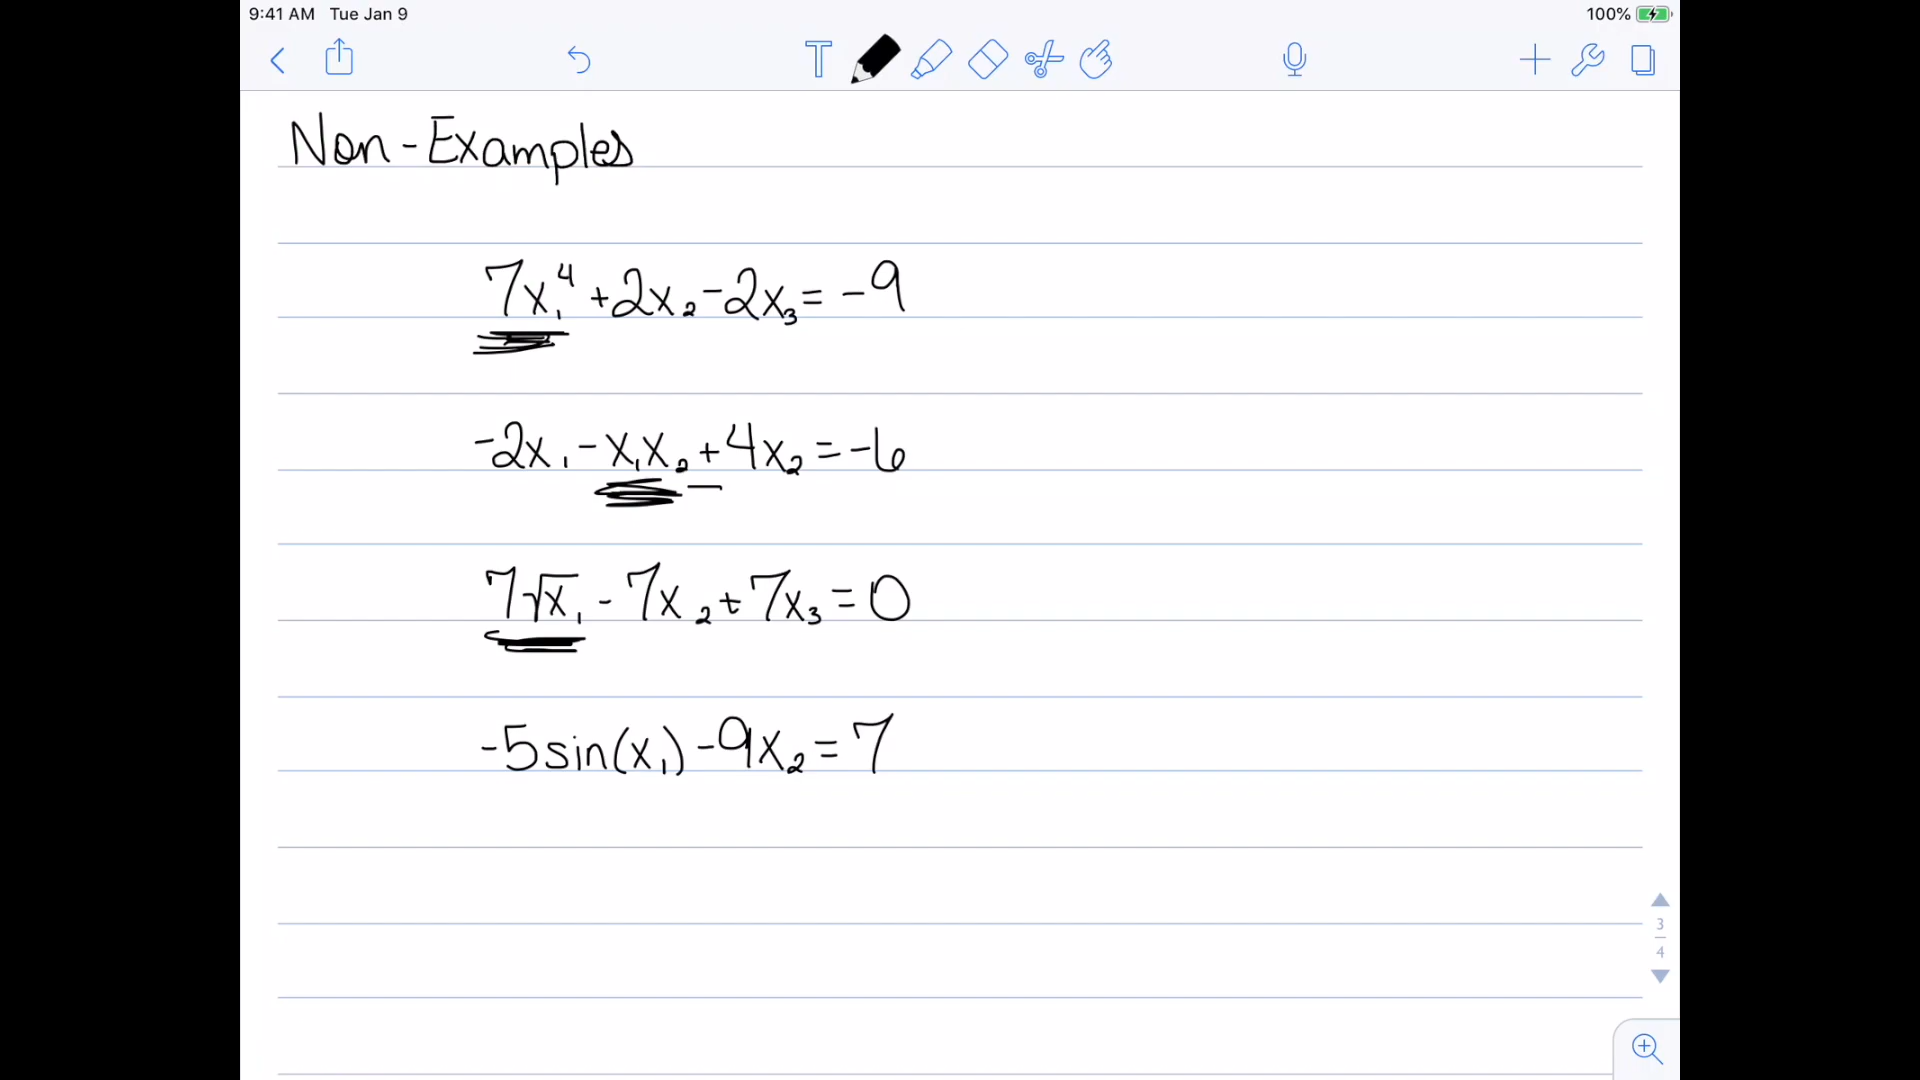 9:41 AM Tue Jan 9 100%
T
Non-Examples
7x₁⁴ + 2x₂ - 2x₃ = -9
-2x₁ - x₁x₂ + 4x₂ = -6
7√x₁ - 7x₂ + 7x₃ = 0
-5sin(x₁) - 9x₂ = 7
3
4